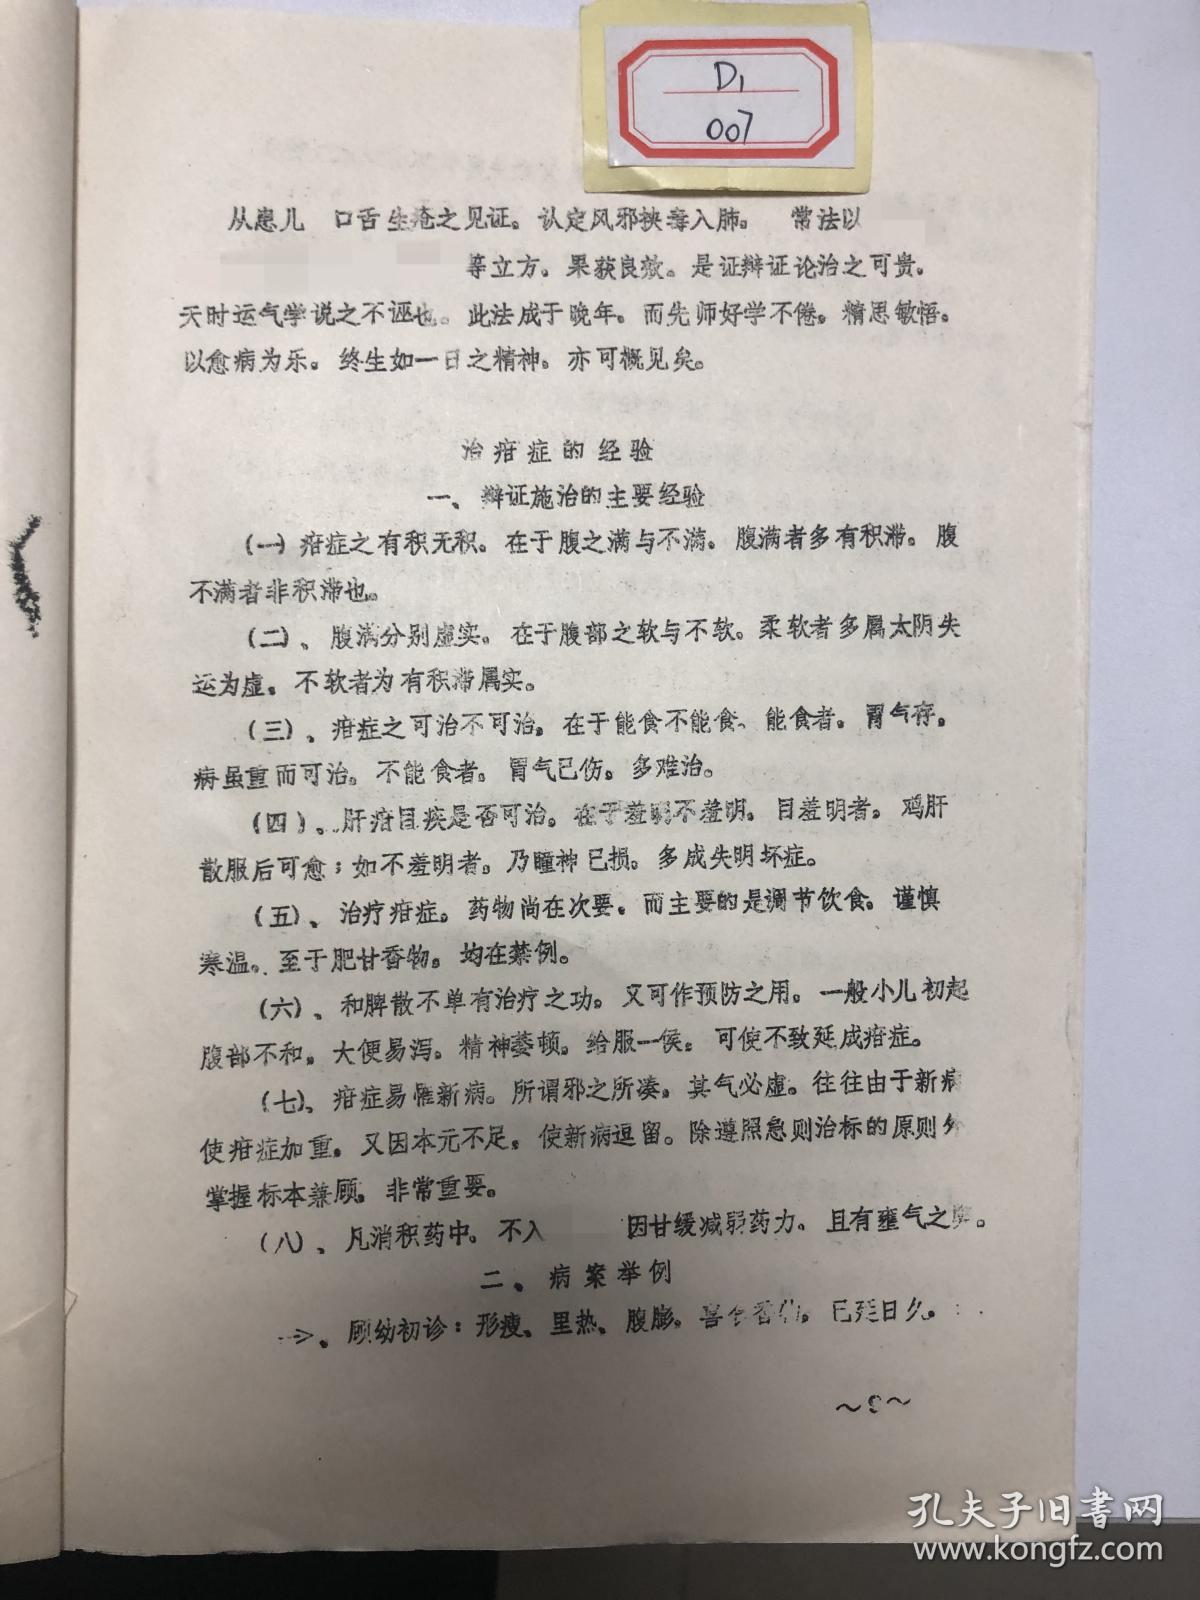 D1
007
从患儿 口舌生疮之见证。认定风邪挟毒入肺。 常法以
等立方。果获良效。是证辩证论治之可贵。
天时运气学说之不诬也。此法成于晚年。而先师好学不倦。精思敏悟。
以愈病为乐。终生如一日之精神。亦可概见矣。
治疳症的经验
一、辩证施治的主要经验
(一)疳症之有积无积。在于腹之满与不满。腹满者多有积滞。腹
不满者非积滞也。
(二)、腹满分别虚实。在于腹部之软与不软。柔软者多属太阴失
运为虚。不软者为有积滞属实。
(三)、疳症之可治不可治。在于能食不能食、能食者。胃气存。
病虽重而可治。不能食者。胃气已伤。多难治。
(四)、肝疳目疾是否可治。在于羞明不羞明。目羞明者。鸡肝
散服后可愈;如不羞明者。乃瞳神已损。多成失明坏症。
(五)、治疗疳症。药物尚在次要。而主要的是调节饮食。谨慎
寒温。至于肥甘香物。均在禁例。
(六)、和脾散不单有治疗之功。又可作预防之用。一般小儿初起
腹部不和。大便易泻。精神萎顿。给服一侯。可使不致延成疳症。
(七)、疳症易罹新病。所谓邪之所凑。其气必虚。往往由于新病
使疳症加重。又因本元不足。使新病逗留。除遵照急则治标的原则外
掌握标本兼顾。非常重要。
(八)、凡消积药中。不入 因甘缓减弱药力。且有壅气之 。
二、病案举例
一、顾幼初诊:形瘦、里热、腹膨。喜食香 。已延日久。
~3~
孔夫子旧书网
www.kongfz.com